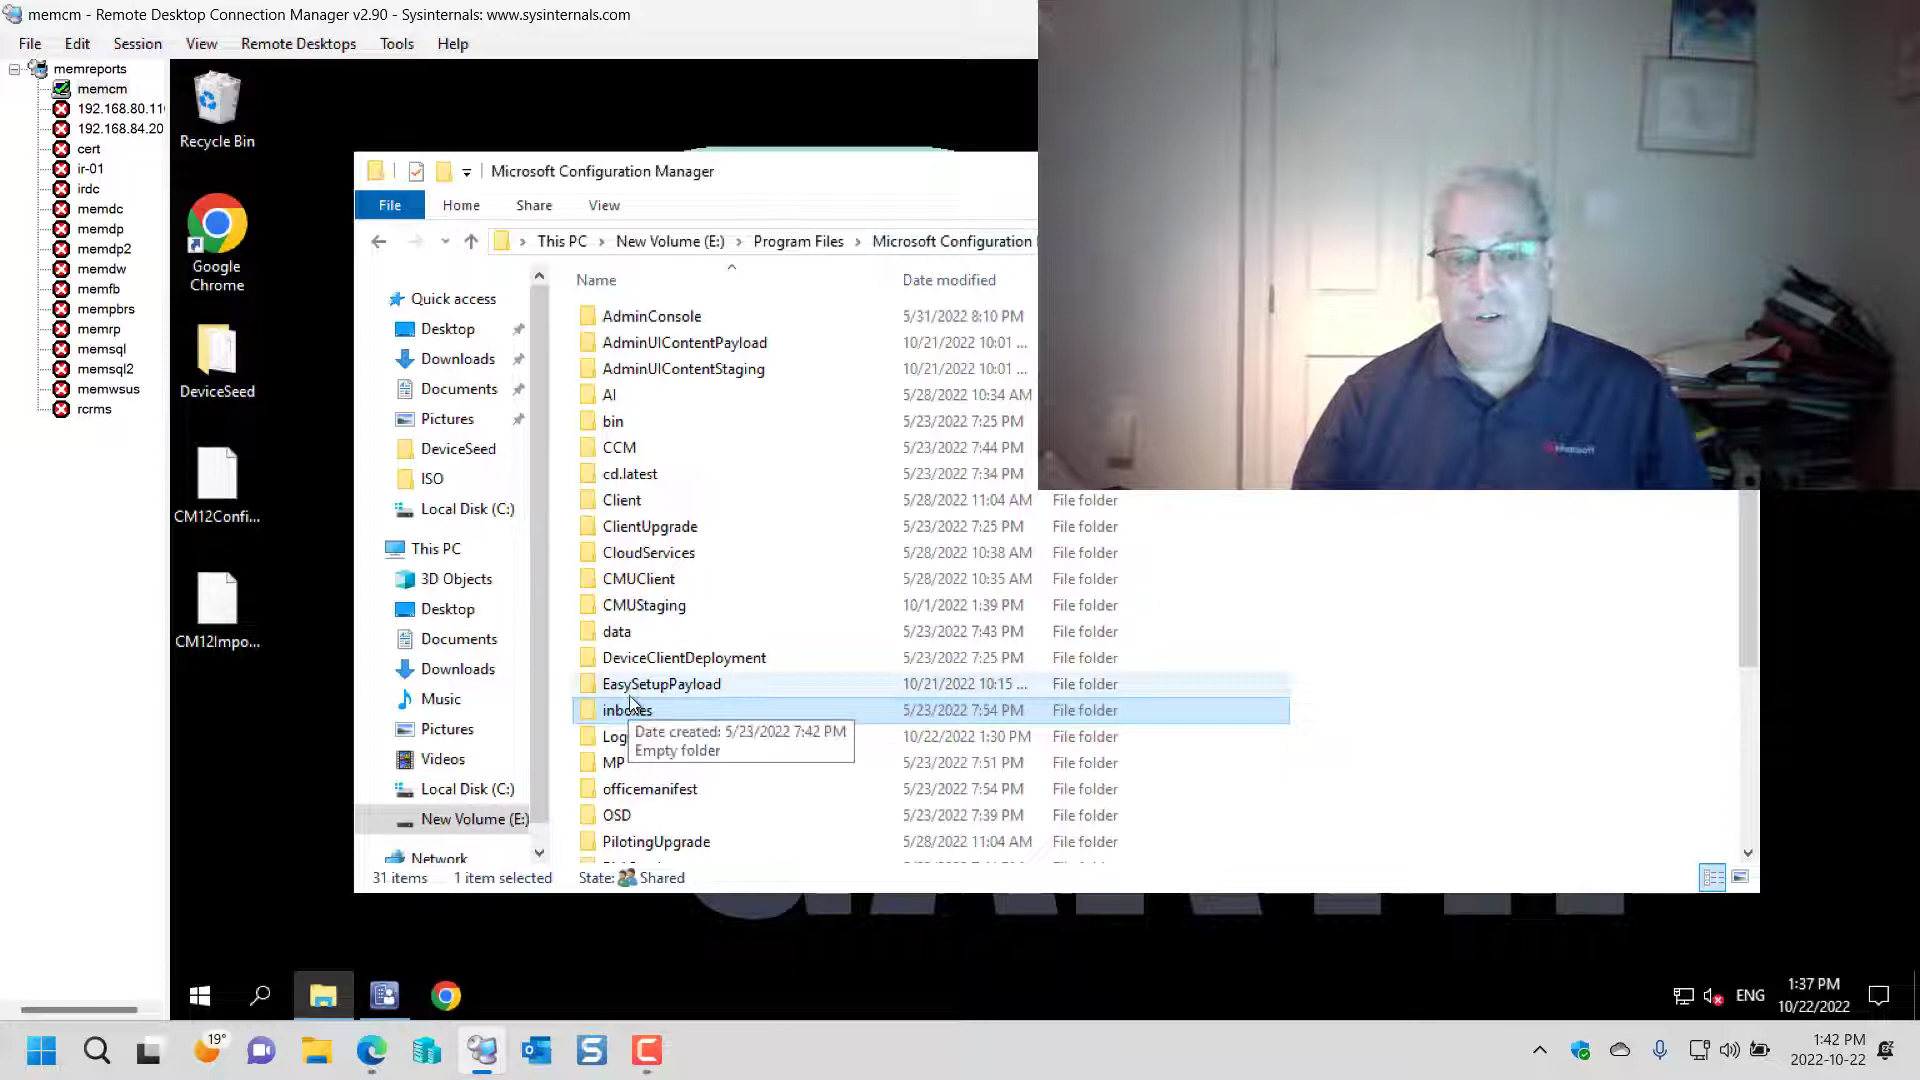 memcm - Remote Desktop Connection Manager v2.90 - Sysinternals: www.sysinternals.com
File Edit Session View Remote Desktops Tools Help
memreports
memcm
192.168.80.11
192.168.84.20
cert
ir-01
irdc
memdc
memdp
memdp2
memdw
memfb
mempbrs
memrp
memsql
memsql2
memwsus
rcrms
Recycle Bin
Google
Chrome
DeviceSeed
CM12Confi...
CM12Impo...
Microsoft Configuration Manager
File Home Share View
This PC > New Volume (E:) > Program Files > Microsoft Configuration
Quick access
Desktop
Downloads
Documents
Pictures
DeviceSeed
ISO
Local Disk (C:)
This PC
3D Objects
Desktop
Documents
Downloads
Music
Pictures
Videos
Local Disk (C:)
New Volume (E:)
Network
Name Date modified
AdminConsole 5/31/2022 8:10 PM
AdminUIContentPayload 10/21/2022 10:01 ...
AdminUIContentStaging 10/21/2022 10:01 ...
AI 5/28/2022 10:34 AM
bin 5/23/2022 7:25 PM
CCM 5/23/2022 7:44 PM
cd.latest 5/23/2022 7:34 PM
Client 5/28/2022 11:04 AM File folder
ClientUpgrade 5/23/2022 7:25 PM File folder
CloudServices 5/28/2022 10:38 AM File folder
CMUClient 5/28/2022 10:35 AM File folder
CMUStaging 10/1/2022 1:39 PM File folder
data 5/23/2022 7:43 PM File folder
DeviceClientDeployment 5/23/2022 7:25 PM File folder
EasySetupPayload 10/21/2022 10:15 ... File folder
inboxes 5/23/2022 7:54 PM File folder
Log 10/22/2022 1:30 PM File folder
MP 5/23/2022 7:51 PM File folder
officemanifest 5/23/2022 7:54 PM File folder
OSD 5/23/2022 7:39 PM File folder
PilotingUpgrade 5/28/2022 11:04 AM File folder
Date created: 5/23/2022 7:42 PM
Empty folder
31 items 1 item selected State: Shared
ENG
1:37 PM
10/22/2022
19°
1:42 PM
2022-10-22